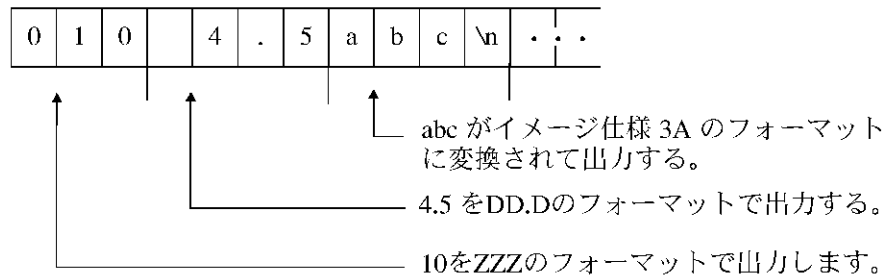 0 1 0 4 . 5 a b c \n ・ ・ ・
abc がイメージ仕様 3A のフォーマット
に変換されて出力する。
4.5 をDD.Dのフォーマットで出力する。
10をZZZのフォーマットで出力します。